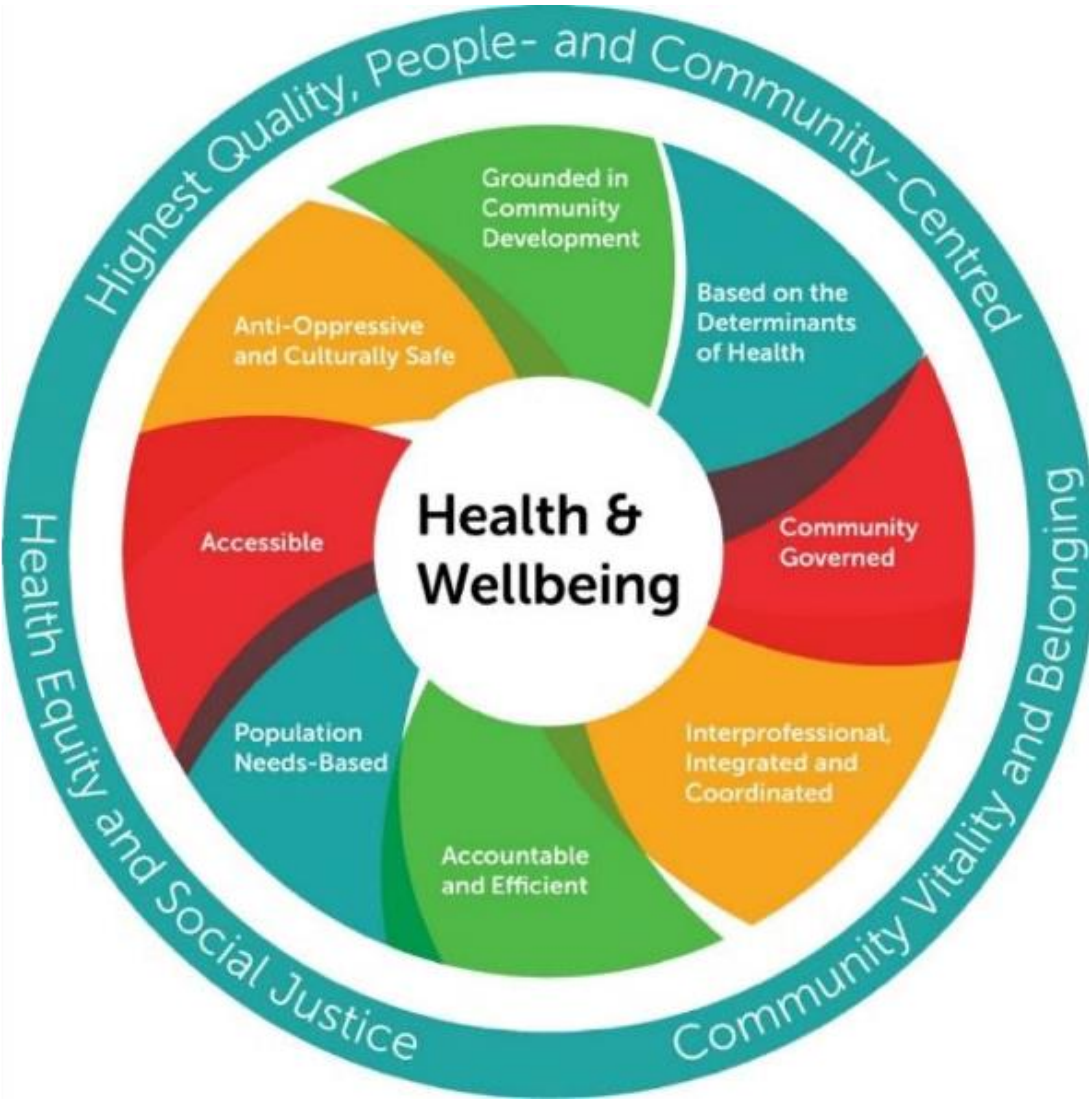 Highest Quality, People- and Community-Centred
Grounded in
Community
Development
Based on the
Determinants
of Health
Anti-Oppressive
and Culturally Safe
Community
Governed
Accessible
Health &
Wellbeing
Interprofessional,
Integrated and
Coordinated
Population
Needs-Based
Accountable
and Efficient
Health Equity and Social Justice
Community Vitality and Belonging